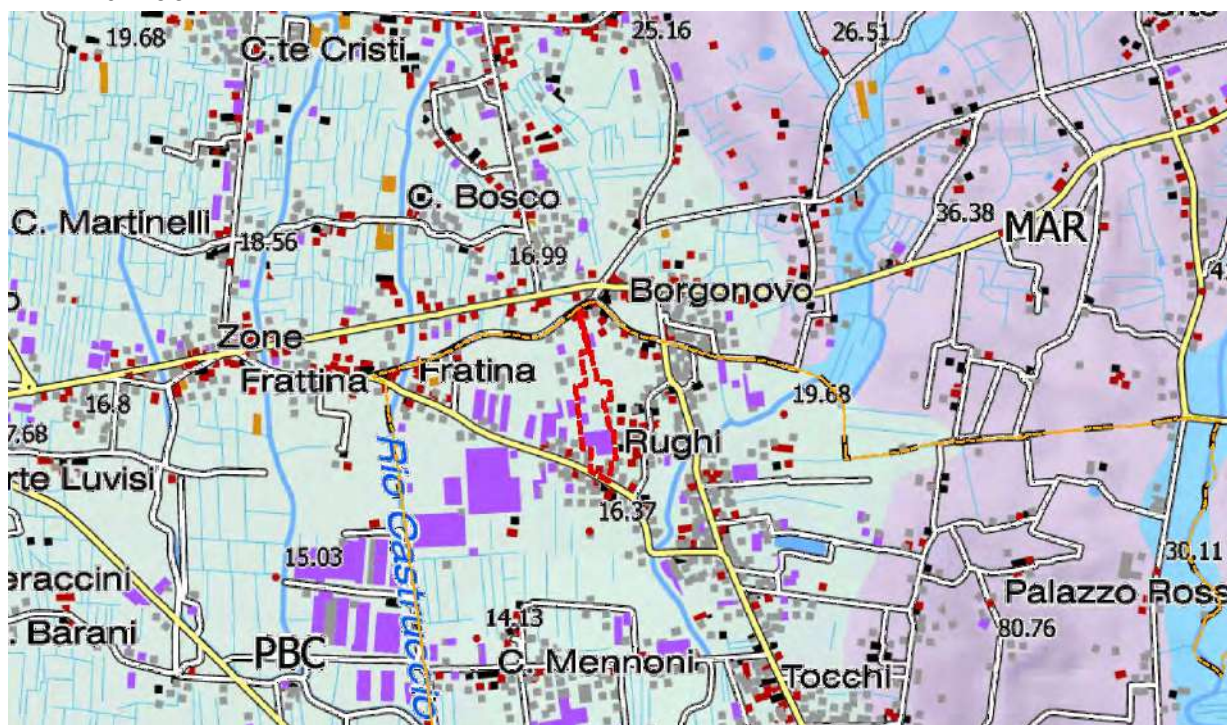 19.68
C.te Cristi
25.16
26.51
C. Bosco
C. Martinelli
18.56
16.99
36.38
MAR
Borgonovo
Zone
Frattina
Fratina
16.8
19.68
7.68
Rughi
rte Luvisi
16.37
Rio Castruccio
15.03
30.11
eraccini
Palazzo Ross
14.13
. Barani
80.76
PBC
C. Mennoni
Tocchi